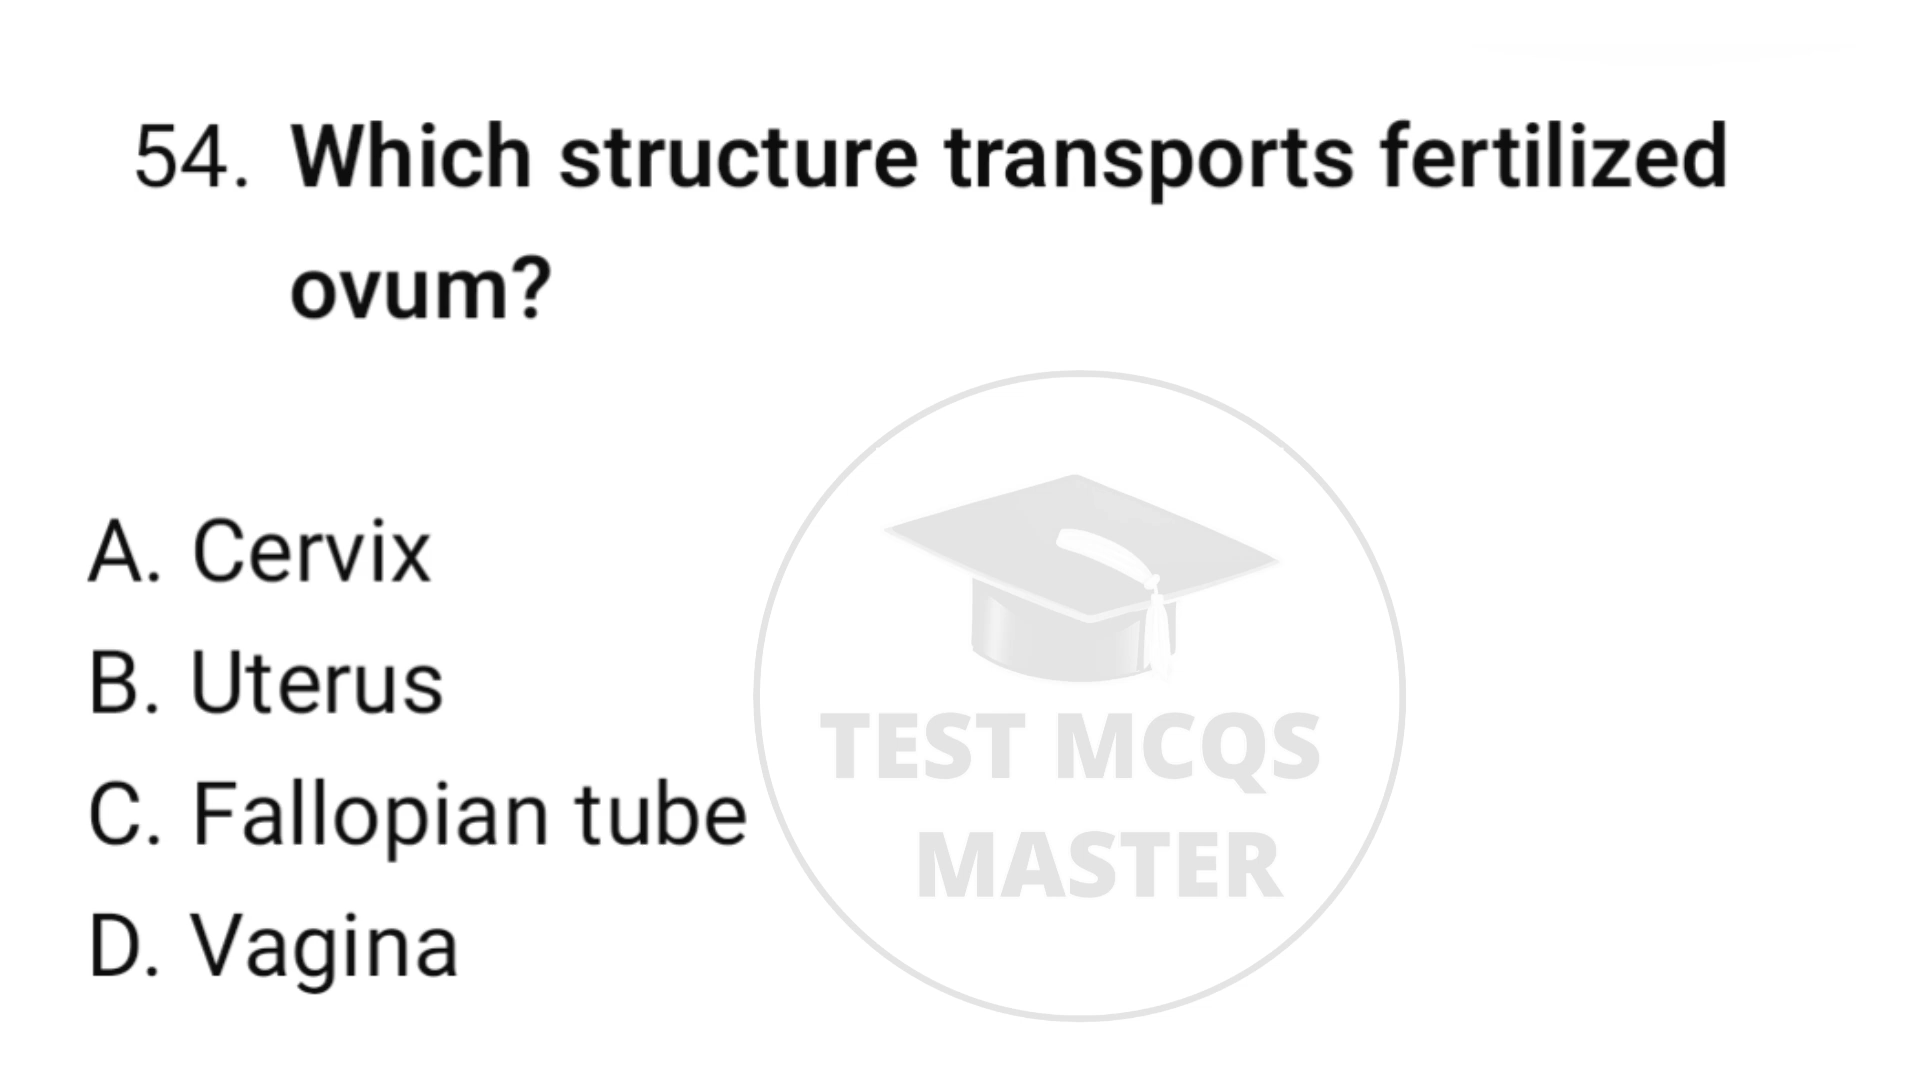 54. Which structure transports fertilized
ovum?
A. Cervix
B. Uterus
C. Fallopian tube
D. Vagina
TEST MCQS
MASTER